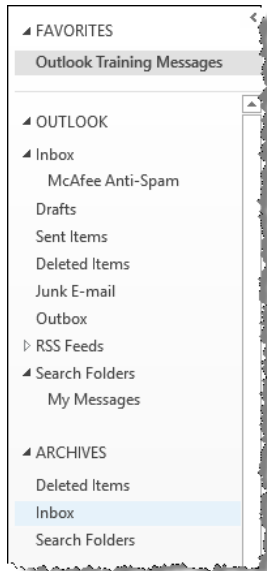 FAVORITES
Outlook Training Messages
OUTLOOK
Inbox
McAfee Anti-Spam
Drafts
Sent Items
Deleted Items
Junk E-mail
Outbox
RSS Feeds
Search Folders
My Messages
ARCHIVES
Deleted Items
Inbox
Search Folders